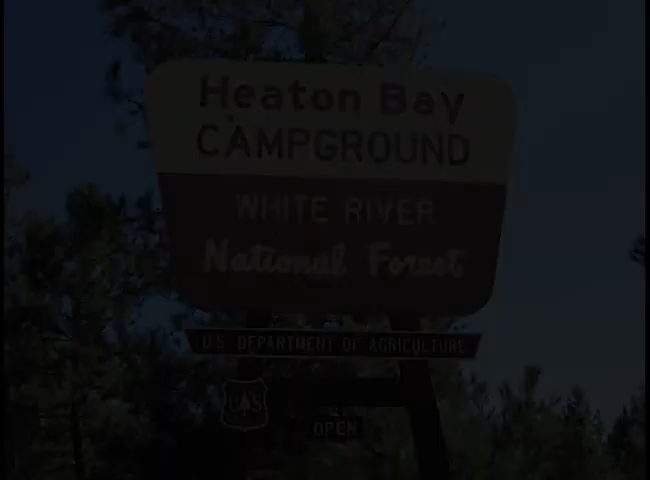 Heaton Bay
CAMPGROUND
WHITE RIVER
National Forest
U.S. DEPARTMENT OF AGRICULTURE
U S
OPEN